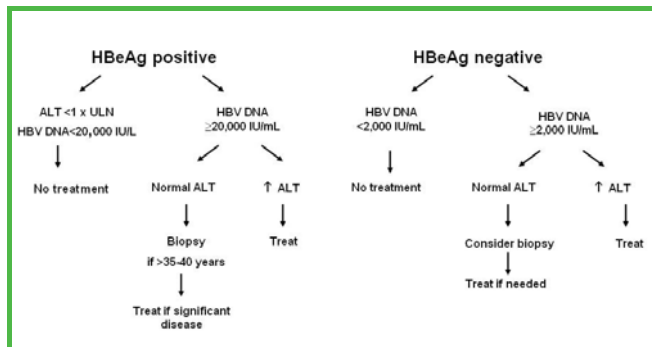 HBeAg positive
ALT <1 x ULN
HBV DNA<20,000 IU/L
HBV DNA
≥20,000 IU/mL
No treatment
Normal ALT
↑ ALT
Biopsy
if >35-40 years
Treat
Treat if significant
disease
HBeAg negative
HBV DNA
<2,000 IU/mL
HBV DNA
≥2,000 IU/mL
No treatment
Normal ALT
↑ ALT
Consider biopsy
Treat
Treat if needed